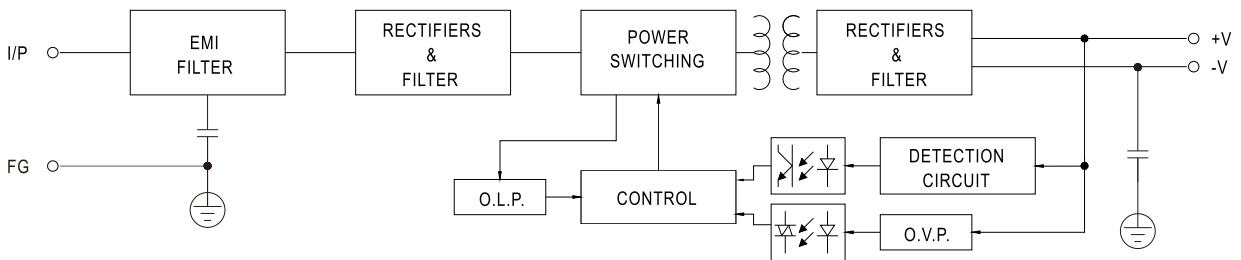 I/P
EMI
FILTER
RECTIFIERS
&
FILTER
POWER
SWITCHING
RECTIFIERS
&
FILTER
+V
-V
FG
O.L.P.
CONTROL
DETECTION
CIRCUIT
O.V.P.